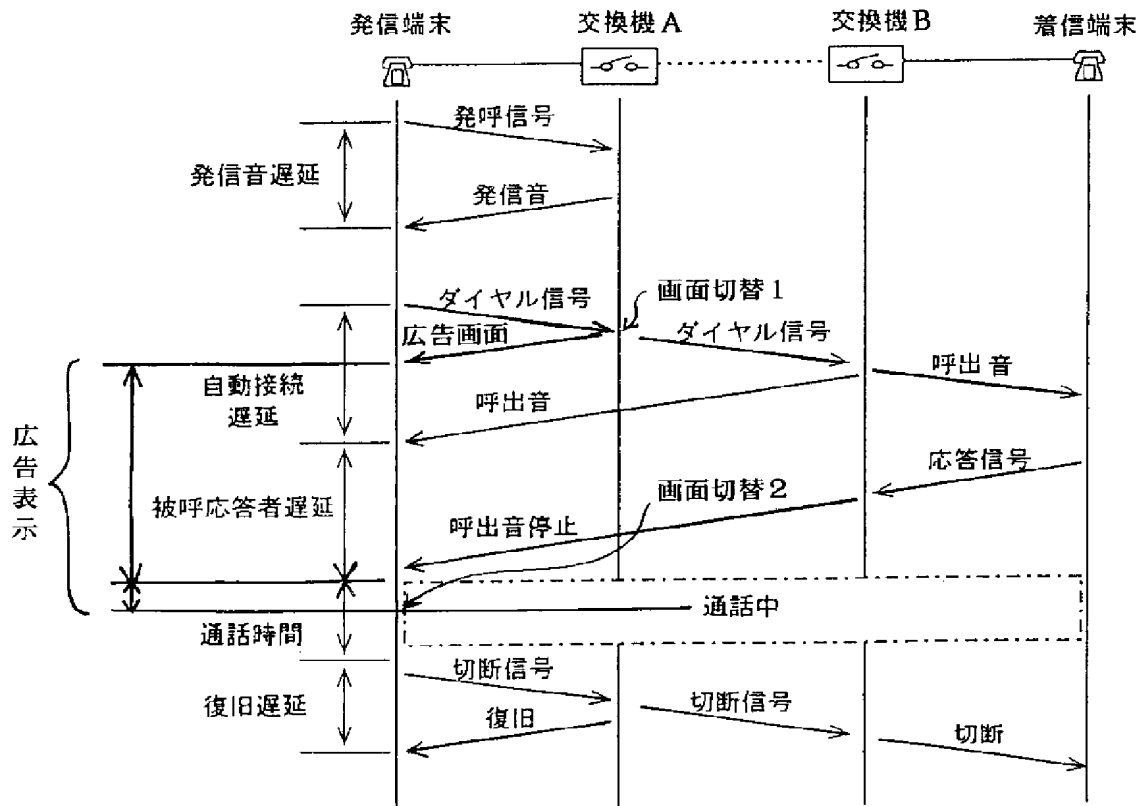 発信端末 交換機A 交換機B 着信端末
発呼信号
発信音遅延
発信音
画面切替1
ダイヤル信号
広告画面
ダイヤル信号
呼出音
自動接続
遅延
呼出音
広告表示
応答信号
画面切替2
被呼応答者遅延
呼出音停止
通話中
通話時間
切断信号
切断信号
復旧遅延
復旧
切断